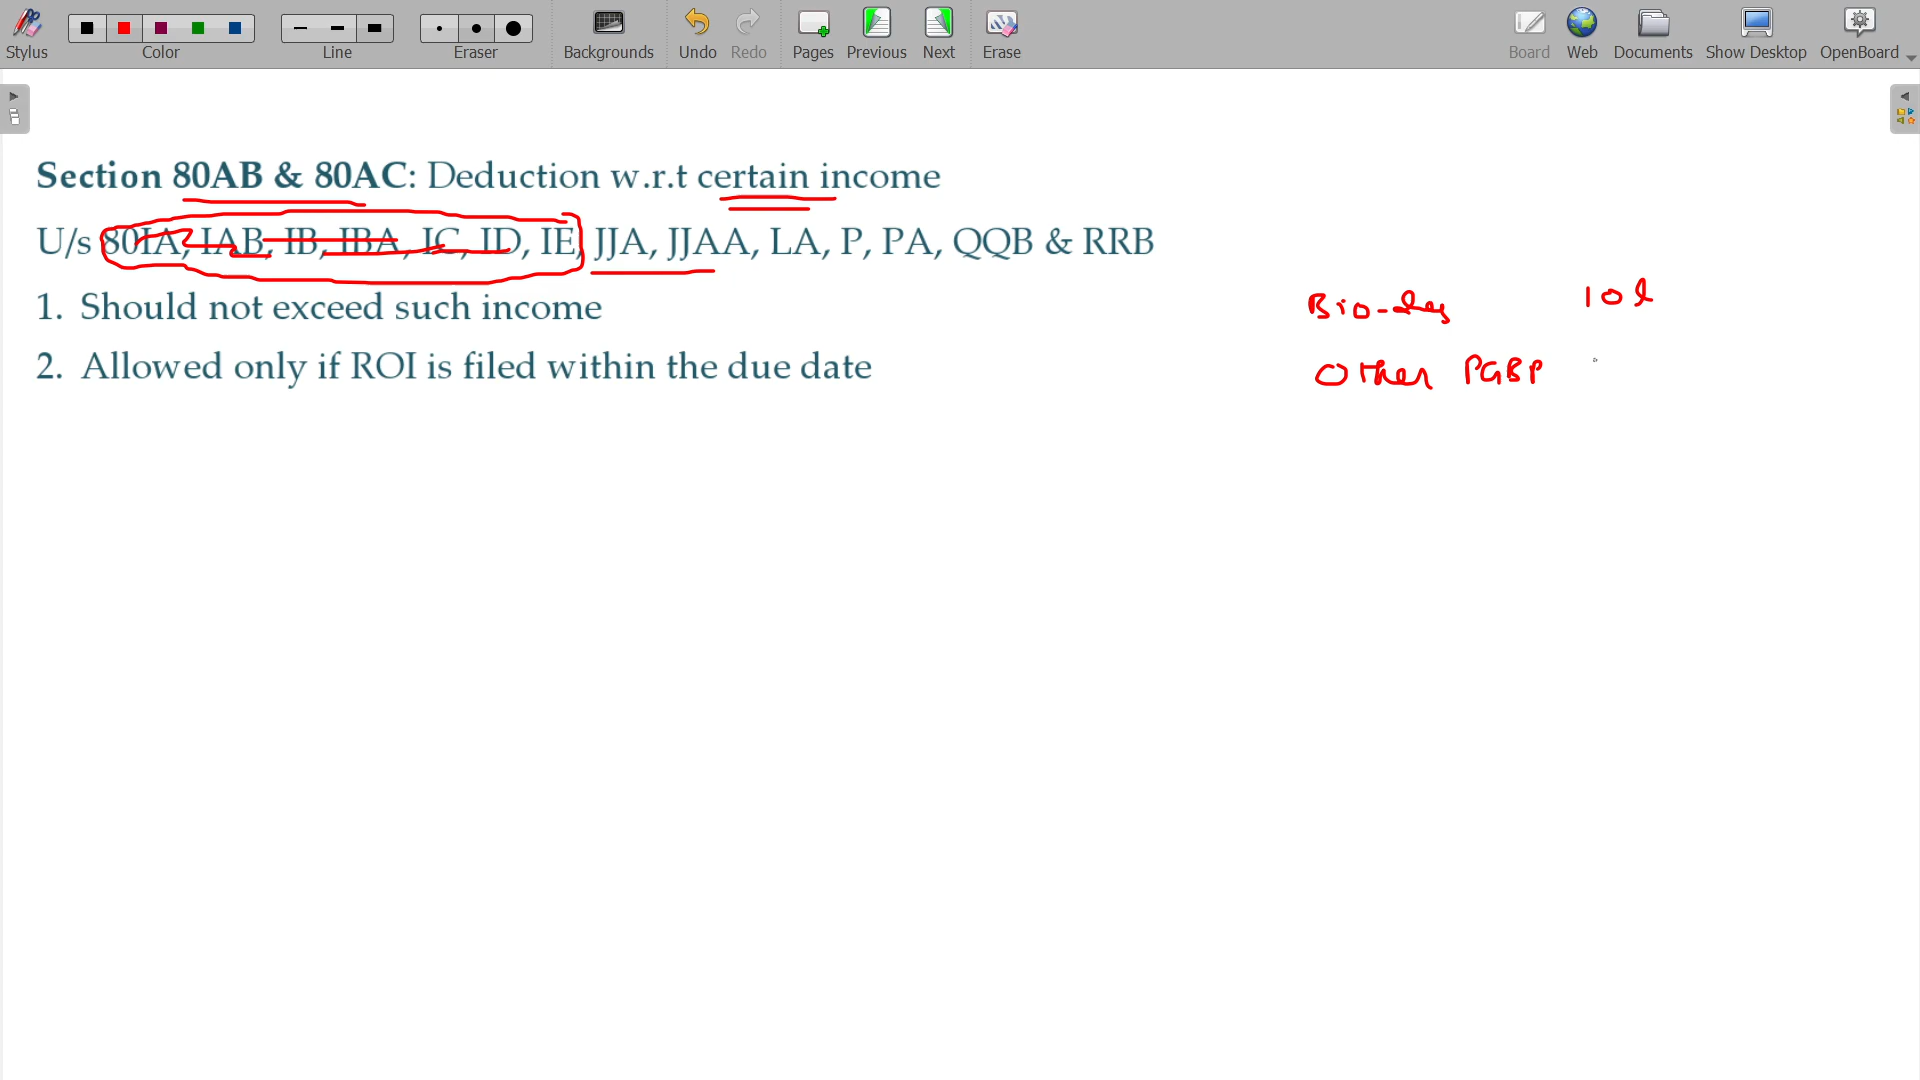 Stylus Color Line Eraser Backgrounds Undo Redo Pages Previous Next Erase Board Web Documents Show Desktop OpenBoard
Section 80AB & 80AC: Deduction w.r.t certain income
U/s 80IA, IAB, IB, IBA, IC, ID, IE, JJA, JJAA, LA, P, PA, QQB & RRB
1. Should not exceed such income
2. Allowed only if ROI is filed within the due date
Bio-deg 10l
Other PGBP